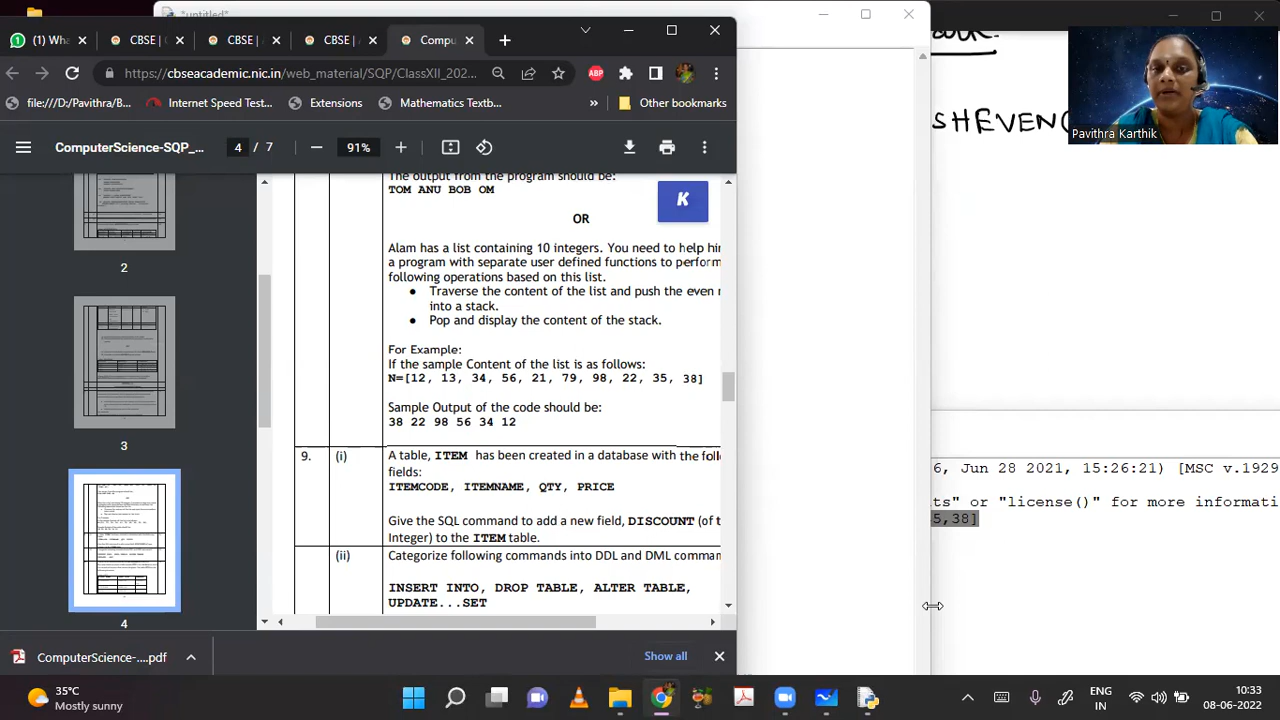 *untitled*
Wha
CBSE
CBSE
CBSE
Compu
https://cbseacademic.nic.in/web_material/SQP/ClassXII_202...
ABP
file:///D:/Pavithra/B...
Internet Speed Test...
Extensions
Mathematics Textb...
»
Other bookmarks
ComputerScience-SQP_...
4 / 7
91%
2
3
4
The output from the program should be:
TOM ANU BOB OM
K
OR
Alam has a list containing 10 integers. You need to help hi
a program with separate user defined functions to perform
following operations based on this list.
● Traverse the content of the list and push the even
into a stack.
● Pop and display the content of the stack.
For Example:
If the sample Content of the list is as follows:
N=[12, 13, 34, 56, 21, 79, 98, 22, 35, 38]
Sample Output of the code should be:
38 22 98 56 34 12
9.
(i)
A table, ITEM has been created in a database with the foll
fields:
ITEMCODE, ITEMNAME, QTY, PRICE
Give the SQL command to add a new field, DISCOUNT (of t
Integer) to the ITEM table.
(ii)
Categorize following commands into DDL and DML comman
INSERT INTO, DROP TABLE, ALTER TABLE,
UPDATE...SET
SHEVEN
Pavithra Karthik
6, Jun 28 2021, 15:26:21) [MSC v.1929
ts" or "license()" for more informati
5,38]
ComputerScience-....pdf
Show all
35°C
Mostly sunny
ENG
IN
10:33
08-06-2022